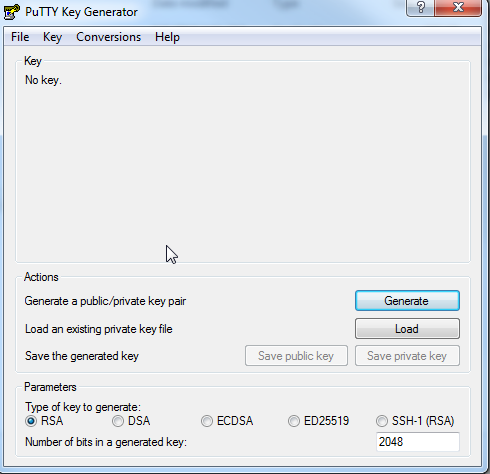 PuTTY Key Generator
File Key Conversions Help
Key
No key.
Actions
Generate a public/private key pair
Generate
Load an existing private key file
Load
Save the generated key
Save public key
Save private key
Parameters
Type of key to generate:
RSA DSA ECDSA ED25519 SSH-1 (RSA)
Number of bits in a generated key:
2048